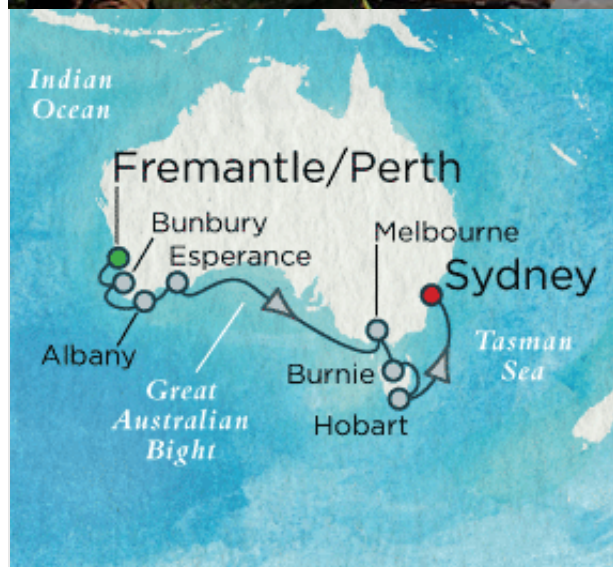 Indian
Ocean
Fremantle/Perth
Bunbury
Esperance
Melbourne
Sydney
Albany
Burnie
Tasman
Sea
Great
Australian
Bight
Hobart